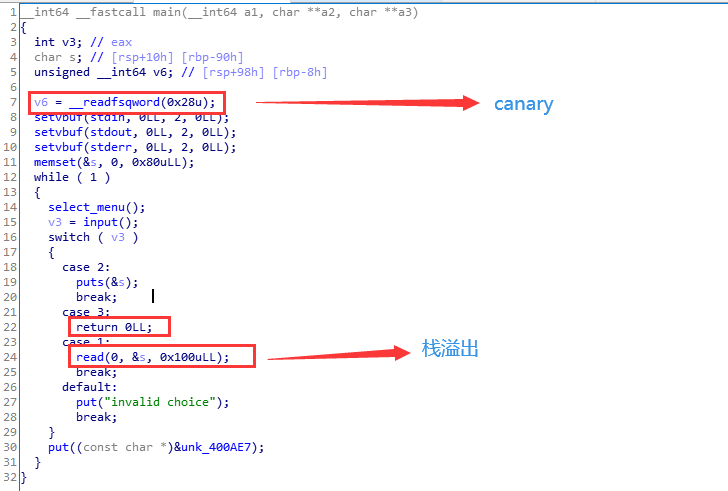 1 __int64 __fastcall main(__int64 a1, char **a2, char **a3)
2 {
3 int v3; // eax
4 char s; // [rsp+10h] [rbp-90h]
5 unsigned __int64 v6; // [rsp+98h] [rbp-8h]
6
7 v6 = __readfsqword(0x28u); canary
8 setvbuf(stdin, 0LL, 2, 0LL);
9 setvbuf(stdout, 0LL, 2, 0LL);
10 setvbuf(stderr, 0LL, 2, 0LL);
11 memset(&s, 0, 0x80uLL);
12 while ( 1 )
13 {
14 select_menu();
15 v3 = input();
16 switch ( v3 )
17 {
18 case 2:
19 puts(&s);
20 break;
21 case 3:
22 return 0LL;
23 case 1:
24 read(0, &s, 0x100uLL); 栈溢出
25 break;
26 default:
27 put("invalid choice");
28 break;
29 }
30 put((const char *)&unk_400AE7);
31 }
32 }